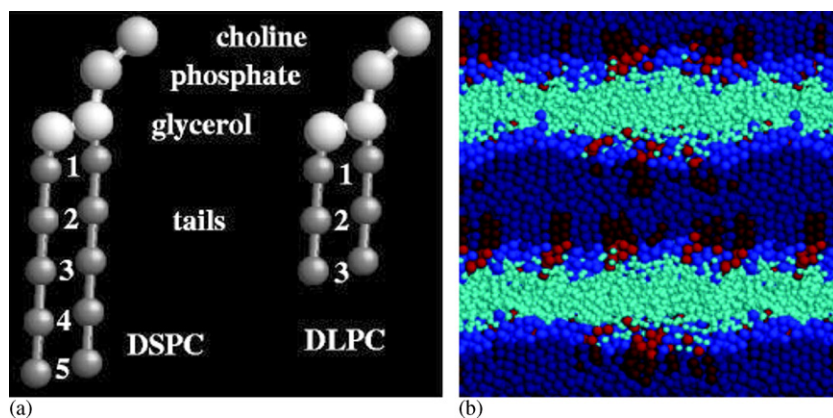 choline
phosphate
glycerol
1
1
2
tails
2
3
3
4
DSPC
DLPC
5
(a)
(b)